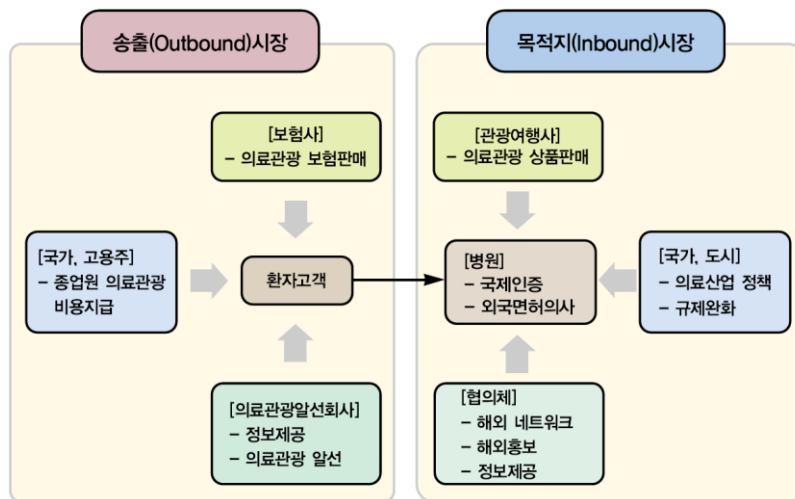 송출(Outbound)시장
[보험사]
– 의료관광 보험판매
[국가, 고용주]
– 종업원 의료관광
비용지급
환자고객
[의료관광알선회사]
– 정보제공
– 의료관광 알선
목적지(Inbound)시장
[관광여행사]
– 의료관광 상품판매
[병원]
– 국제인증
– 외국면허의사
[국가, 도시]
– 의료산업 정책
– 규제완화
[협의체]
– 해외 네트워크
– 해외홍보
– 정보제공